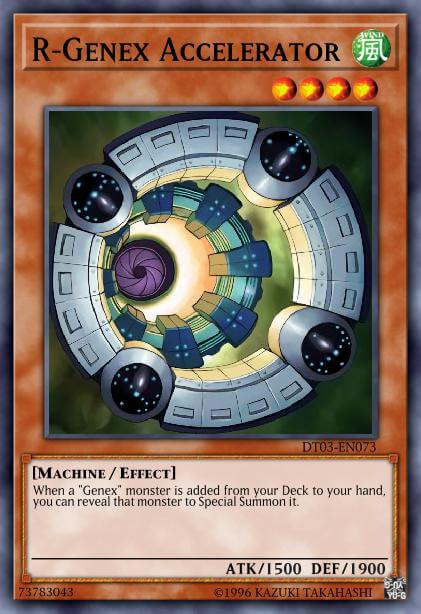 R-Genex Accelerator
WIND
風
DT03-EN073
[Machine / Effect]
When a "Genex" monster is added from your Deck to your hand,
you can reveal that monster to Special Summon it.
ATK/1500 DEF/1900
73783043
©1996 KAZUKI TAKAHASHI